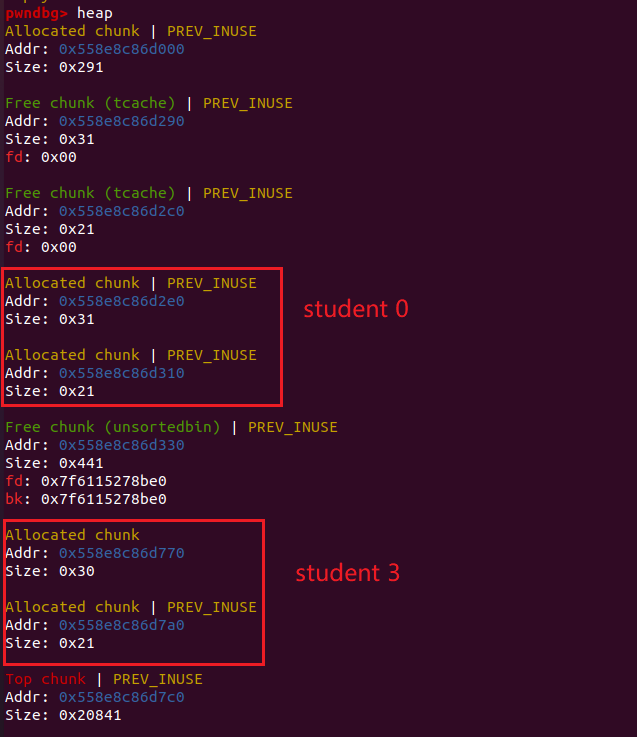 pwndbg> heap
Allocated chunk | PREV_INUSE
Addr: 0x558e8c86d000
Size: 0x291
Free chunk (tcache) | PREV_INUSE
Addr: 0x558e8c86d290
Size: 0x31
fd: 0x00
Free chunk (tcache) | PREV_INUSE
Addr: 0x558e8c86d2c0
Size: 0x21
fd: 0x00
Allocated chunk | PREV_INUSE
Addr: 0x558e8c86d2e0
Size: 0x31
student 0
Allocated chunk | PREV_INUSE
Addr: 0x558e8c86d310
Size: 0x21
Free chunk (unsortedbin) | PREV_INUSE
Addr: 0x558e8c86d330
Size: 0x441
fd: 0x7f6115278be0
bk: 0x7f6115278be0
Allocated chunk
Addr: 0x558e8c86d770
Size: 0x30
student 3
Allocated chunk | PREV_INUSE
Addr: 0x558e8c86d7a0
Size: 0x21
Top chunk | PREV_INUSE
Addr: 0x558e8c86d7c0
Size: 0x20841